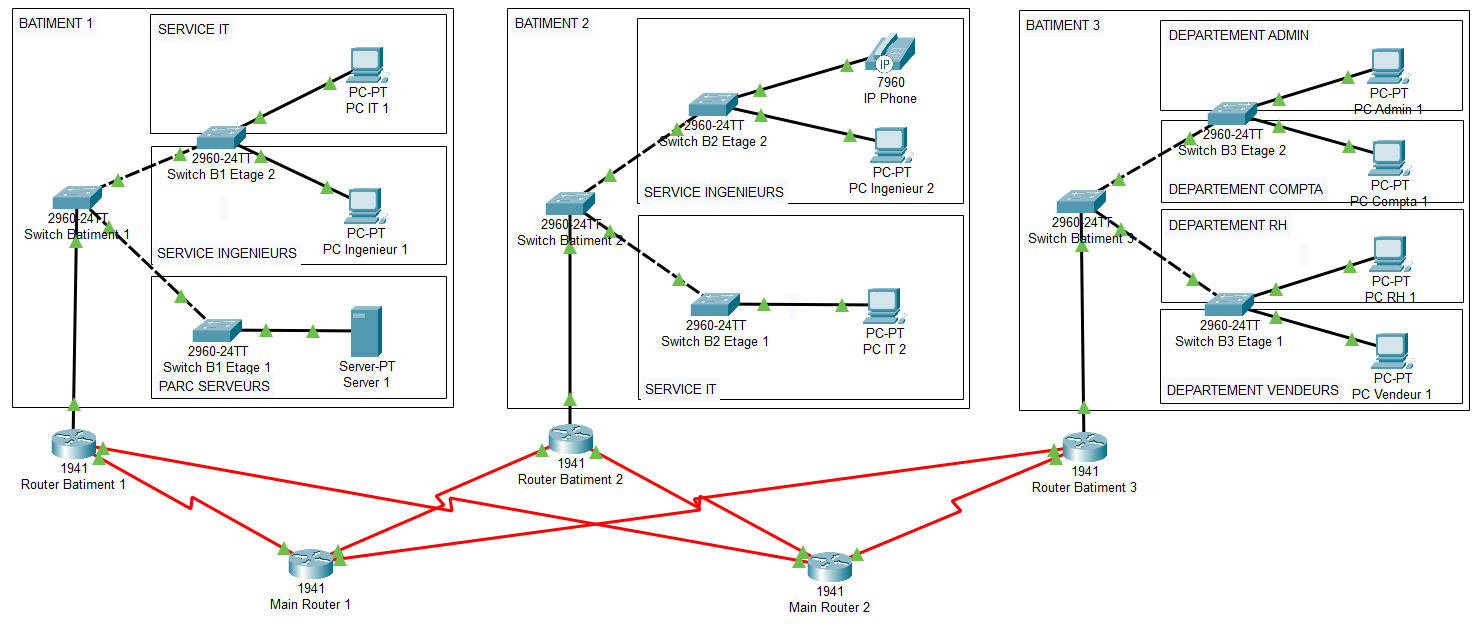 BATIMENT 1
SERVICE IT
PC-PT
PC IT 1
2960-24TT
Switch B1 Etage 2
2960-24TT
Switch Batiment 1
PC-PT
PC Ingenieur 1
SERVICE INGENIEURS
2960-24TT
Switch B1 Etage 1
Server-PT
Server 1
PARC SERVEURS
1941
Router Batiment 1
BATIMENT 2
7960
IP
IP Phone
2960-24TT
Switch B2 Etage 2
PC-PT
PC Ingenieur 2
SERVICE INGENIEURS
2960-24TT
Switch Batiment 2
2960-24TT
Switch B2 Etage 1
PC-PT
PC IT 2
SERVICE IT
1941
Router Batiment 2
BATIMENT 3
DEPARTEMENT ADMIN
PC-PT
PC Admin 1
2960-24TT
Switch B3 Etage 2
PC-PT
PC Compta 1
DEPARTEMENT COMPTA
2960-24TT
Switch Batiment 3
DEPARTEMENT RH
PC-PT
PC RH 1
2960-24TT
Switch B3 Etage 1
PC-PT
PC Vendeur 1
DEPARTEMENT VENDEURS
1941
Router Batiment 3
1941
Main Router 1
1941
Main Router 2